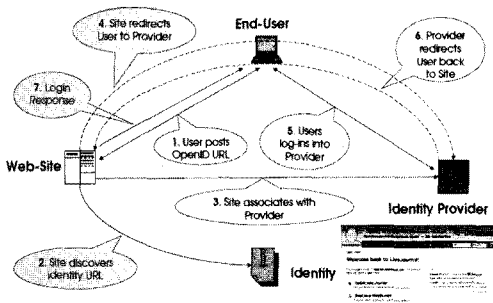 4. Site redirects
User to Provider
End-User
6. Provider
redirects
User back
to Site
7. Login
Response
1. User posts
OpenID URL
5. Users
log-ins into
Provider
Web-Site
3. Site associates with
Provider
Identity Provider
2. Site discovers
identity URL
Identity